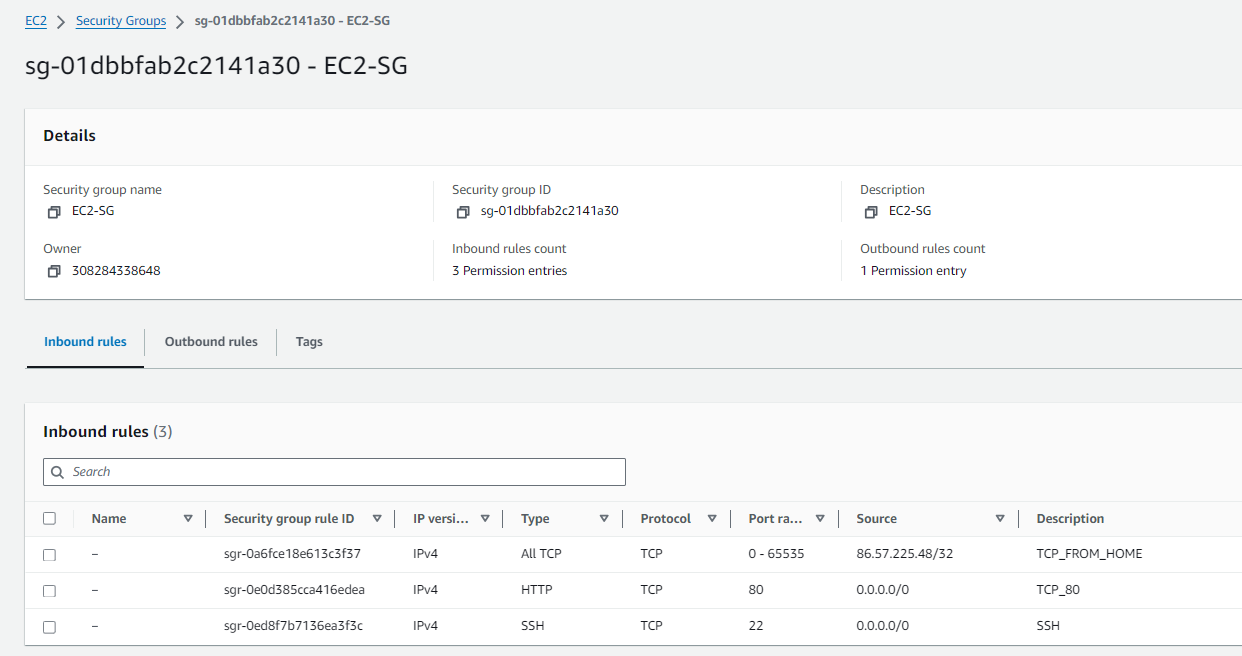 EC2 > Security Groups > sg-01dbbfab2c2141a30 - EC2-SG
sg-01dbbfab2c2141a30 - EC2-SG
Details
Security group name Security group ID Description
EC2-SG sg-01dbbfab2c2141a30 EC2-SG
Owner Inbound rules count Outbound rules count
308284338648 3 Permission entries 1 Permission entry
Inbound rules Outbound rules Tags
Inbound rules (3)
Search
Name Security group rule ID IP versi... Type Protocol Port ra... Source Description
– sgr-0a6fce18e613c3f37 IPv4 All TCP TCP 0 - 65535 86.57.225.48/32 TCP_FROM_HOME
– sgr-0e0d385cca416edea IPv4 HTTP TCP 80 0.0.0.0/0 TCP_80
– sgr-0ed8f7b7136ea3f3c IPv4 SSH TCP 22 0.0.0.0/0 SSH